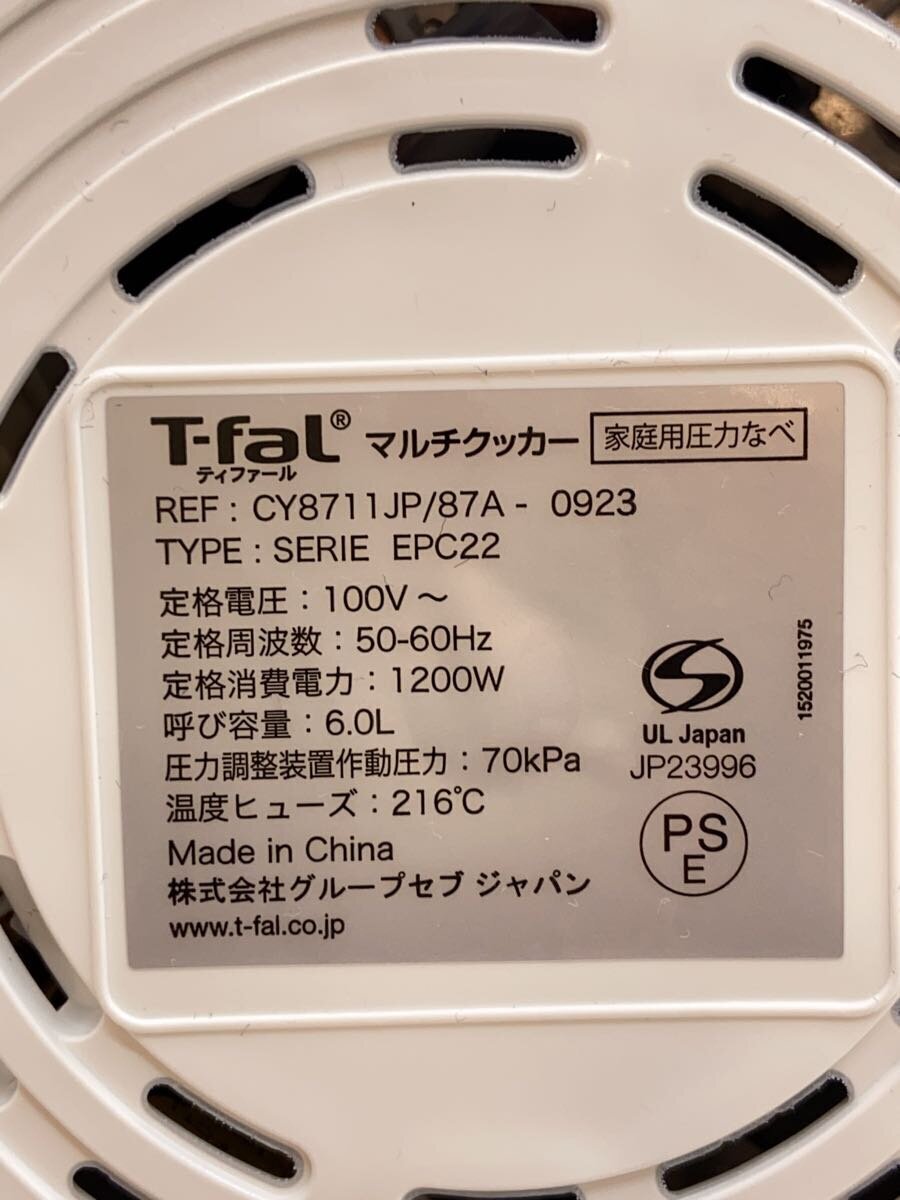 T-fal® マルチクッカー 家庭用圧力なべ
ティファール
REF : CY8711JP/87A - 0923
TYPE : SERIE EPC22
定格電圧：100V～
定格周波数：50-60Hz
定格消費電力：1200W
呼び容量：6.0L
圧力調整装置作動圧力：70kPa
温度ヒューズ：216℃
Made in China
株式会社グループセブ ジャパン
www.t-fal.co.jp
S
UL Japan
JP23996
PS
E
1520011975